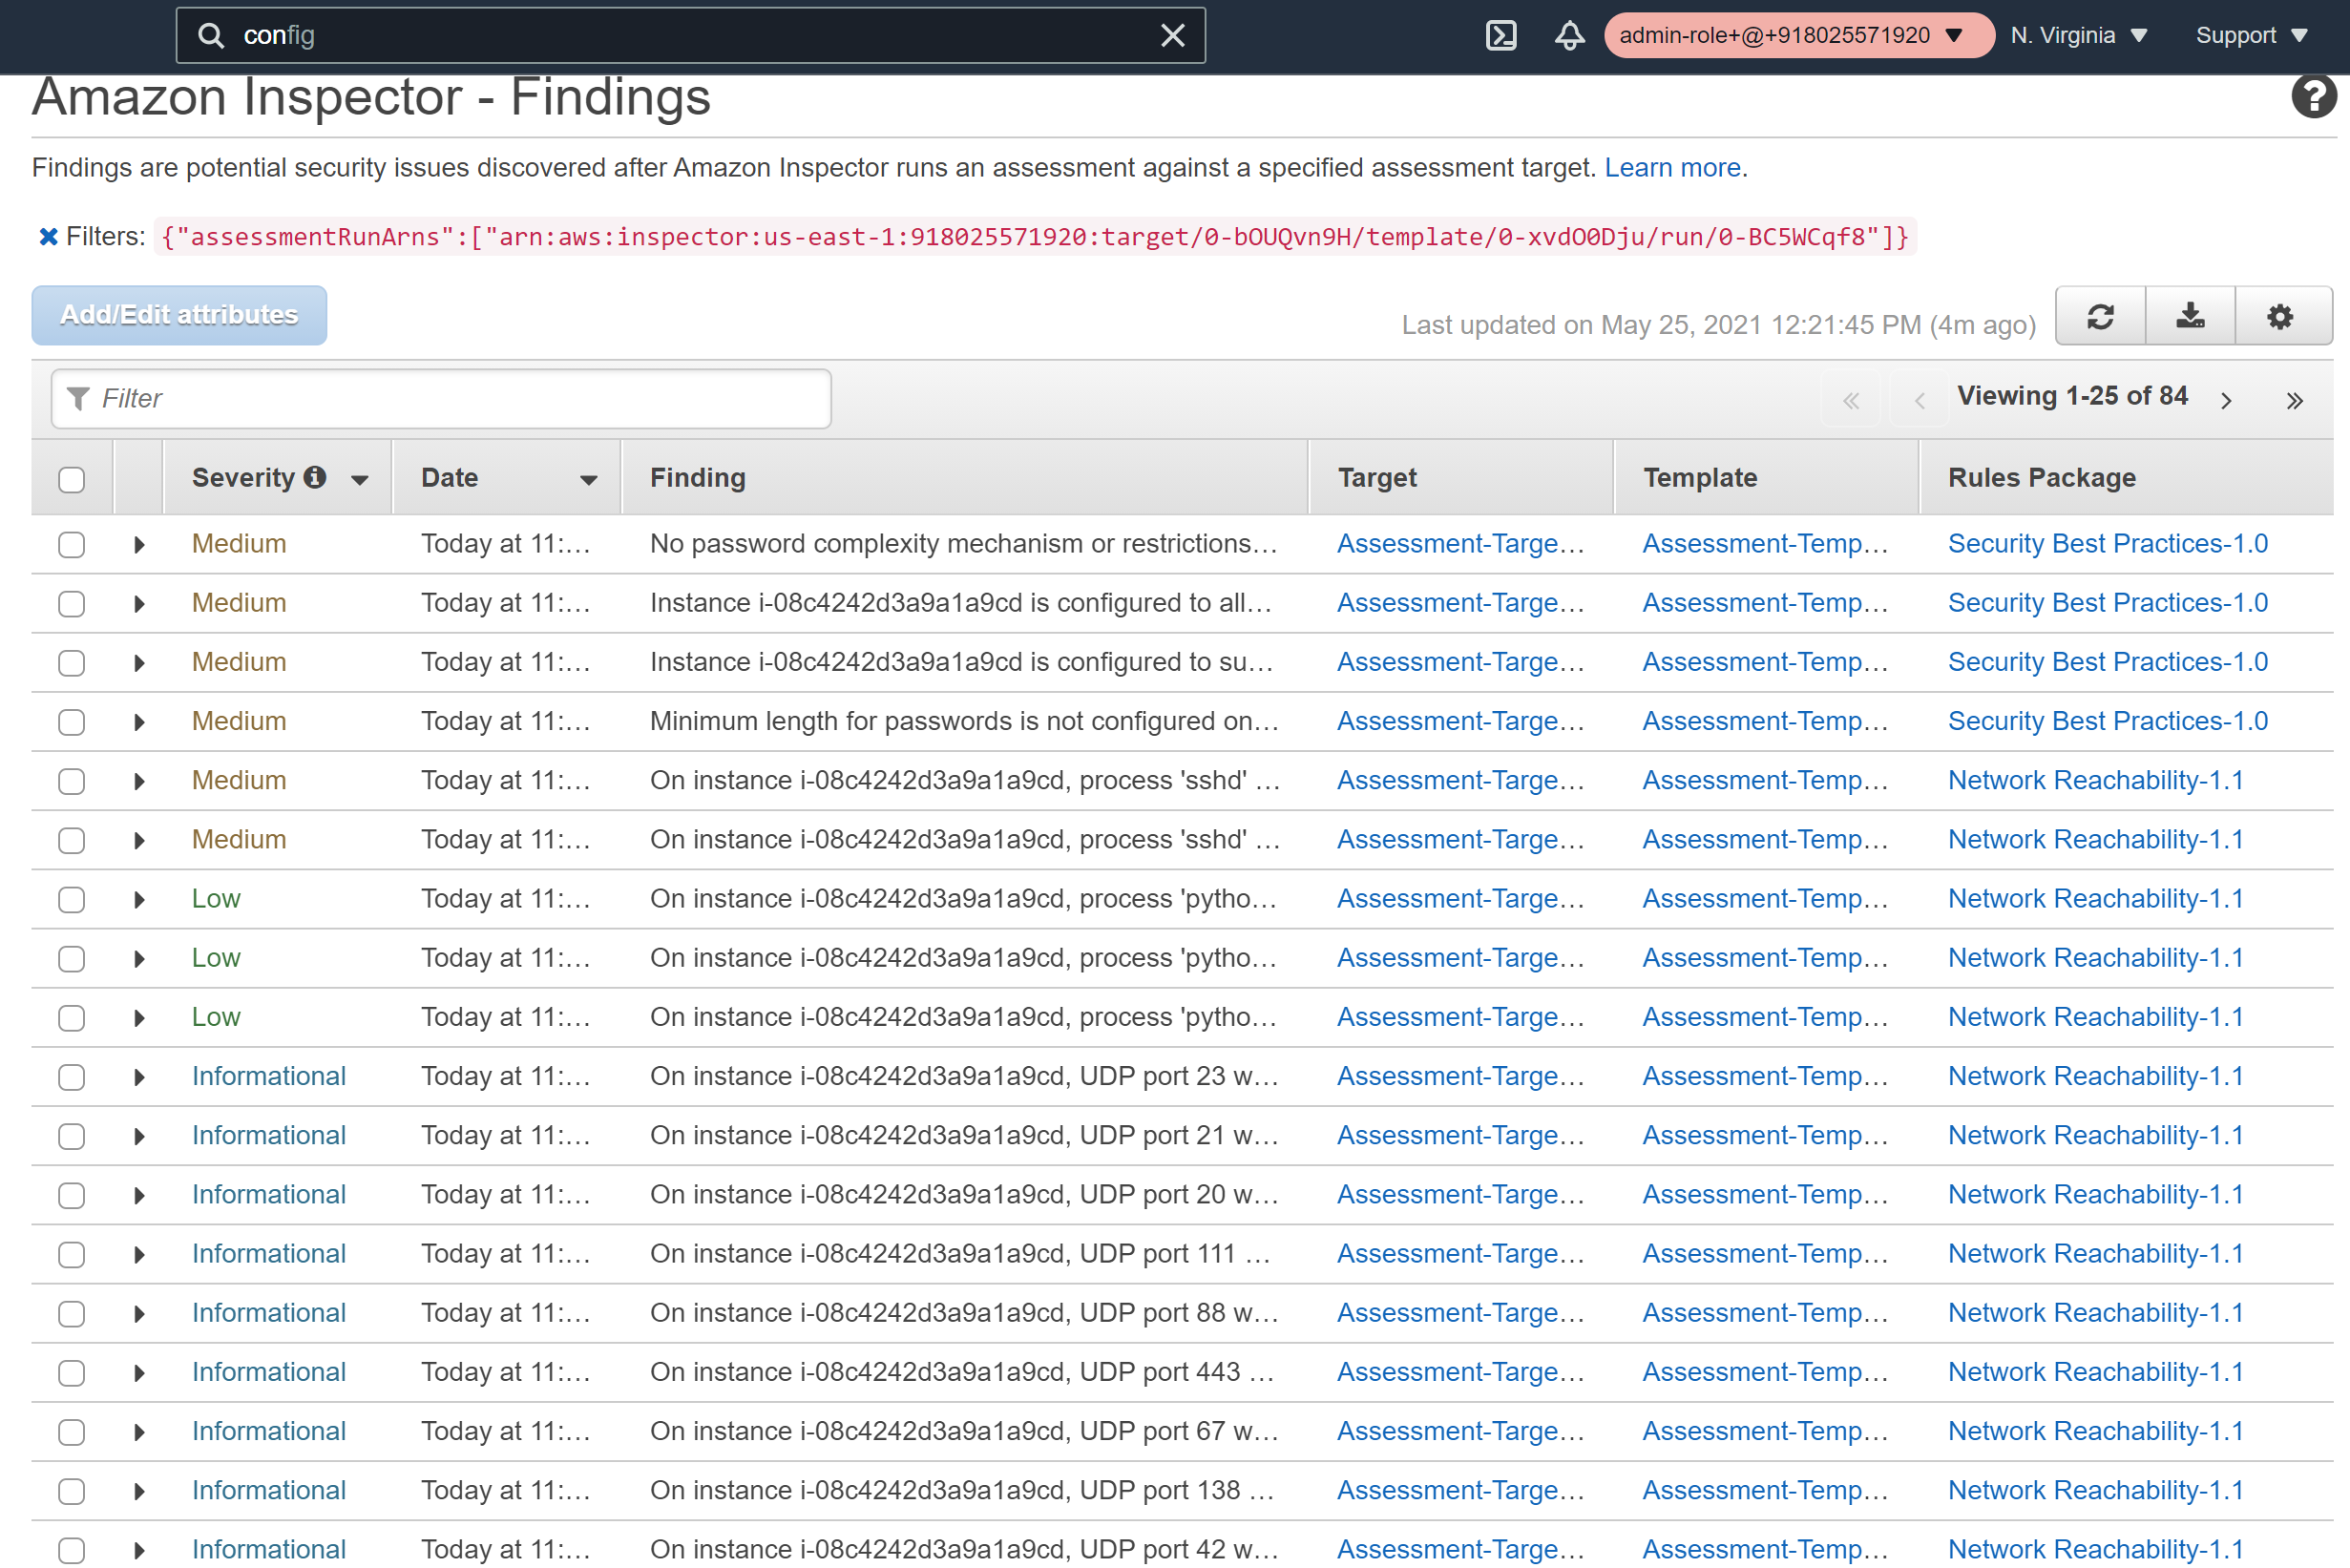 config
admin-role+@+918025571920 N. Virginia Support
Amazon Inspector - Findings
Findings are potential security issues discovered after Amazon Inspector runs an assessment against a specified assessment target. Learn more.
Filters: {"assessmentRunArns":["arn:aws:inspector:us-east-1:918025571920:target/0-bOUQvn9H/template/0-xvdO0Dju/run/0-BC5WCqf8"]}
Add/Edit attributes
Last updated on May 25, 2021 12:21:45 PM (4m ago)
Filter
Viewing 1-25 of 84
Severity Date Finding Target Template Rules Package
Medium Today at 11:... No password complexity mechanism or restrictions... Assessment-Targe... Assessment-Temp... Security Best Practices-1.0
Medium Today at 11:... Instance i-08c4242d3a9a1a9cd is configured to all... Assessment-Targe... Assessment-Temp... Security Best Practices-1.0
Medium Today at 11:... Instance i-08c4242d3a9a1a9cd is configured to su... Assessment-Targe... Assessment-Temp... Security Best Practices-1.0
Medium Today at 11:... Minimum length for passwords is not configured on... Assessment-Targe... Assessment-Temp... Security Best Practices-1.0
Medium Today at 11:... On instance i-08c4242d3a9a1a9cd, process 'sshd' ... Assessment-Targe... Assessment-Temp... Network Reachability-1.1
Medium Today at 11:... On instance i-08c4242d3a9a1a9cd, process 'sshd' ... Assessment-Targe... Assessment-Temp... Network Reachability-1.1
Low Today at 11:... On instance i-08c4242d3a9a1a9cd, process 'pytho... Assessment-Targe... Assessment-Temp... Network Reachability-1.1
Low Today at 11:... On instance i-08c4242d3a9a1a9cd, process 'pytho... Assessment-Targe... Assessment-Temp... Network Reachability-1.1
Low Today at 11:... On instance i-08c4242d3a9a1a9cd, process 'pytho... Assessment-Targe... Assessment-Temp... Network Reachability-1.1
Informational Today at 11:... On instance i-08c4242d3a9a1a9cd, UDP port 23 w... Assessment-Targe... Assessment-Temp... Network Reachability-1.1
Informational Today at 11:... On instance i-08c4242d3a9a1a9cd, UDP port 21 w... Assessment-Targe... Assessment-Temp... Network Reachability-1.1
Informational Today at 11:... On instance i-08c4242d3a9a1a9cd, UDP port 20 w... Assessment-Targe... Assessment-Temp... Network Reachability-1.1
Informational Today at 11:... On instance i-08c4242d3a9a1a9cd, UDP port 111 ... Assessment-Targe... Assessment-Temp... Network Reachability-1.1
Informational Today at 11:... On instance i-08c4242d3a9a1a9cd, UDP port 88 w... Assessment-Targe... Assessment-Temp... Network Reachability-1.1
Informational Today at 11:... On instance i-08c4242d3a9a1a9cd, UDP port 443 ... Assessment-Targe... Assessment-Temp... Network Reachability-1.1
Informational Today at 11:... On instance i-08c4242d3a9a1a9cd, UDP port 67 w... Assessment-Targe... Assessment-Temp... Network Reachability-1.1
Informational Today at 11:... On instance i-08c4242d3a9a1a9cd, UDP port 138 ... Assessment-Targe... Assessment-Temp... Network Reachability-1.1
Informational Today at 11:... On instance i-08c4242d3a9a1a9cd, UDP port 42 w... Assessment-Targe... Assessment-Temp... Network Reachability-1.1